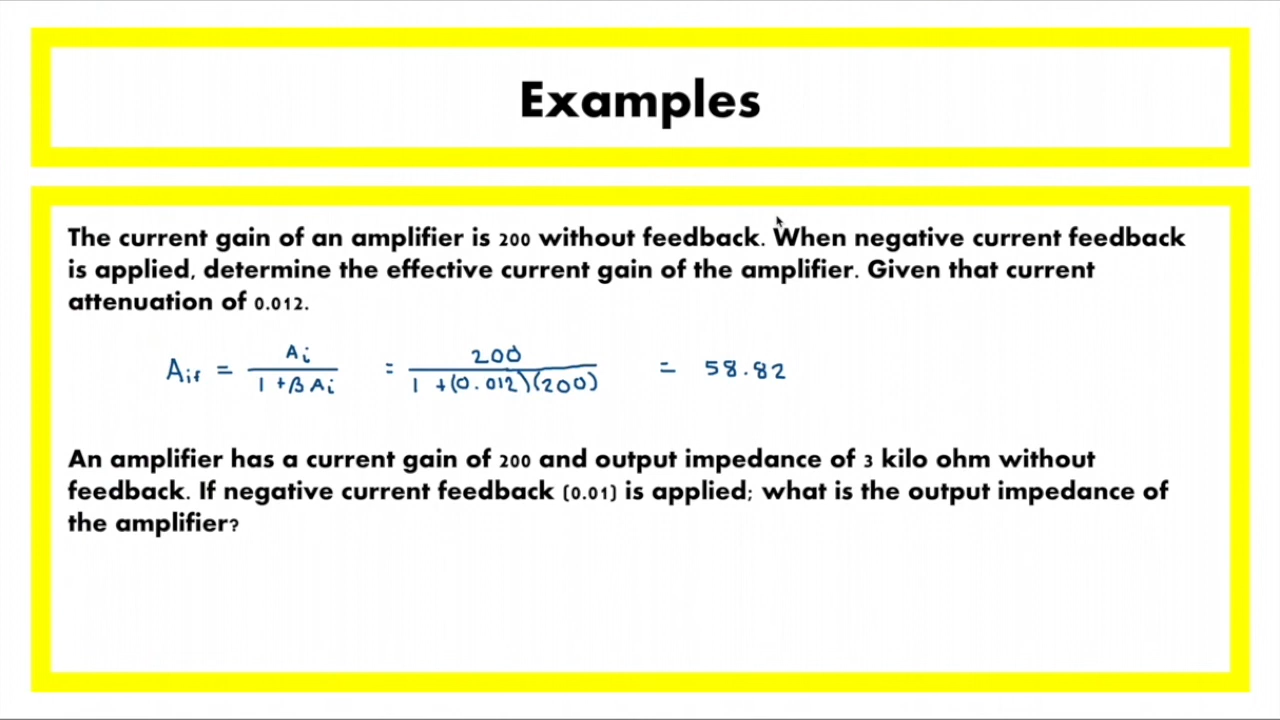 Examples
The current gain of an amplifier is 200 without feedback. When negative current feedback
is applied, determine the effective current gain of the amplifier. Given that current
attenuation of 0.012.
Aif = Ai / 1 + β Ai = 200 / 1 + (0.012)(200) = 58.82
An amplifier has a current gain of 200 and output impedance of 3 kilo ohm without
feedback. If negative current feedback (0.01) is applied; what is the output impedance of
the amplifier?